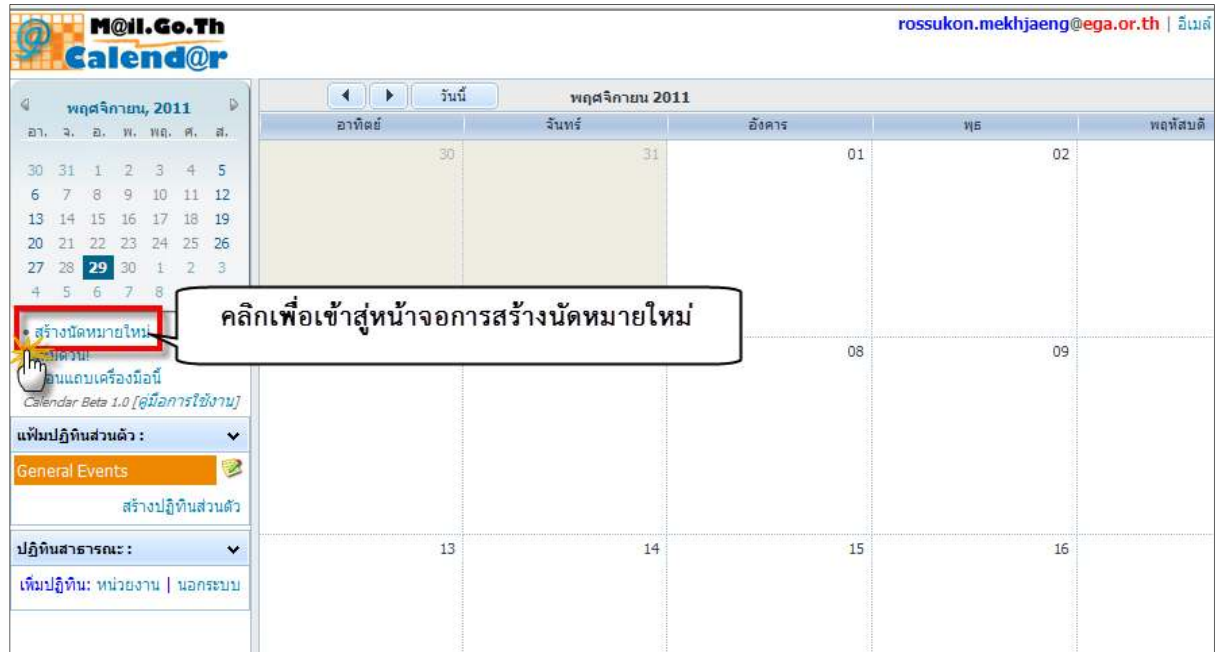 M@il.Go.Th
Calend@r
rossukon.mekhjaeng@ega.or.th | อีเมล์
พฤศจิกายน, 2011
อา. จ. อ. พ. พฤ. ศ. ส.
30 31 1 2 3 4 5
6 7 8 9 10 11 12
13 14 15 16 17 18 19
20 21 22 23 24 25 26
27 28 29 30 1 2 3
4 5 6 7 8
สร้างนัดหมายใหม่
Calendar Beta 1.0 [คู่มือการใช้งาน]
แฟ้มปฏิทินส่วนตัว :
General Events
สร้างปฏิทินส่วนตัว
ปฏิทินสาธารณะ :
เพิ่มปฏิทิน: หน่วยงาน | นอกระบบ
วันนี้ พฤศจิกายน 2011
อาทิตย์ จันทร์ อังคาร พุธ พฤหัสบดี
30 31 01 02
คลิกเพื่อเข้าสู่หน้าจอการสร้างนัดหมายใหม่
08 09
13 14 15 16